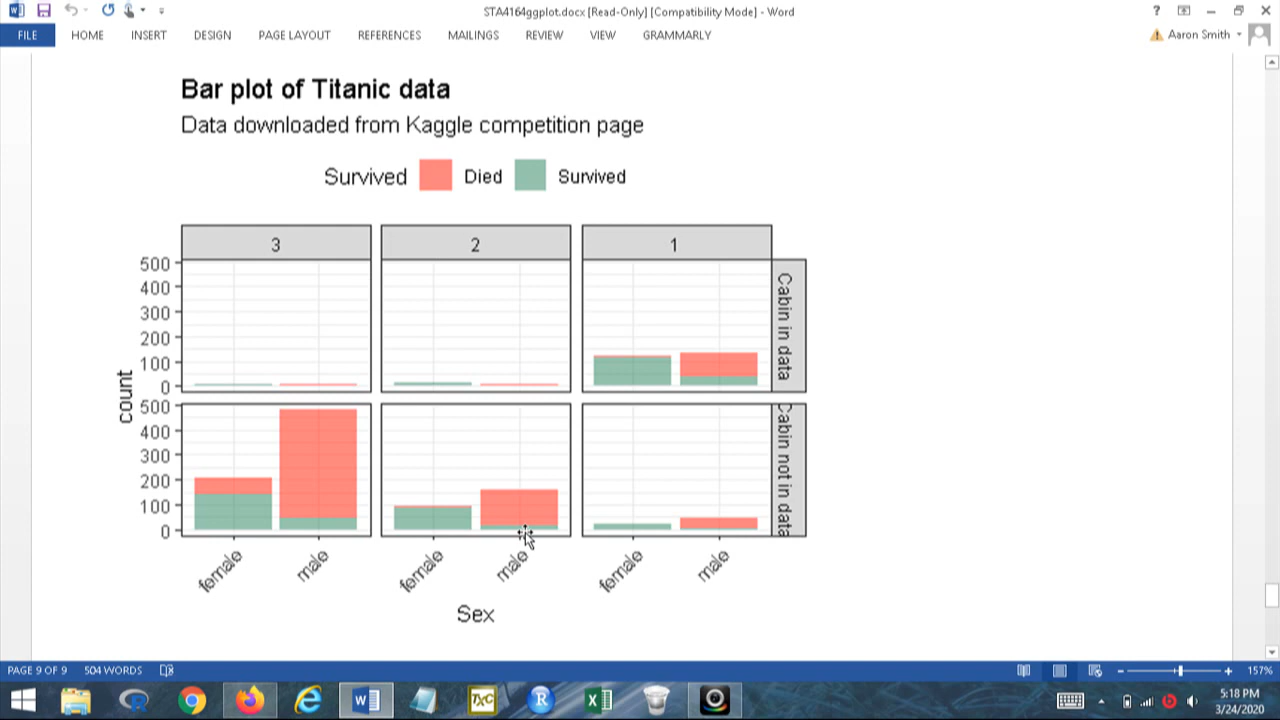 STA4164ggplot.docx [Read-Only] [Compatibility Mode] - Word
FILE HOME INSERT DESIGN PAGE LAYOUT REFERENCES MAILINGS REVIEW VIEW GRAMMARLY Aaron Smith
Bar plot of Titanic data
Data downloaded from Kaggle competition page
Survived Died Survived
3 2 1
500
400
300
200
100
0
Cabin in data
500
400
300
200
100
0
Cabin not in data
count
female male female male female male
Sex
PAGE 9 OF 9 504 WORDS 157%
TXC R
5:18 PM
3/24/2020